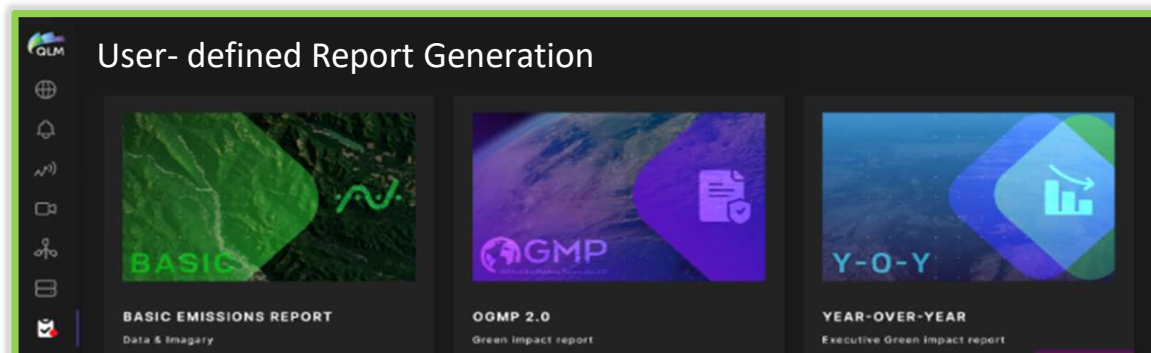 QLM
User- defined Report Generation
BASIC
OGMP
Y-O-Y
BASIC EMISSIONS REPORT
Data & Imagary
OGMP 2.0
Green impact report
YEAR-OVER-YEAR
Executive Green impact report